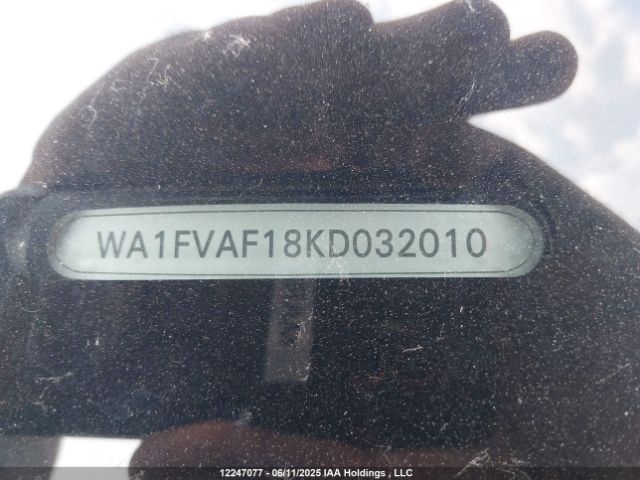 WA1FVAF18KD032010
12247077 - 06/11/2025 IAA Holdings , LLC